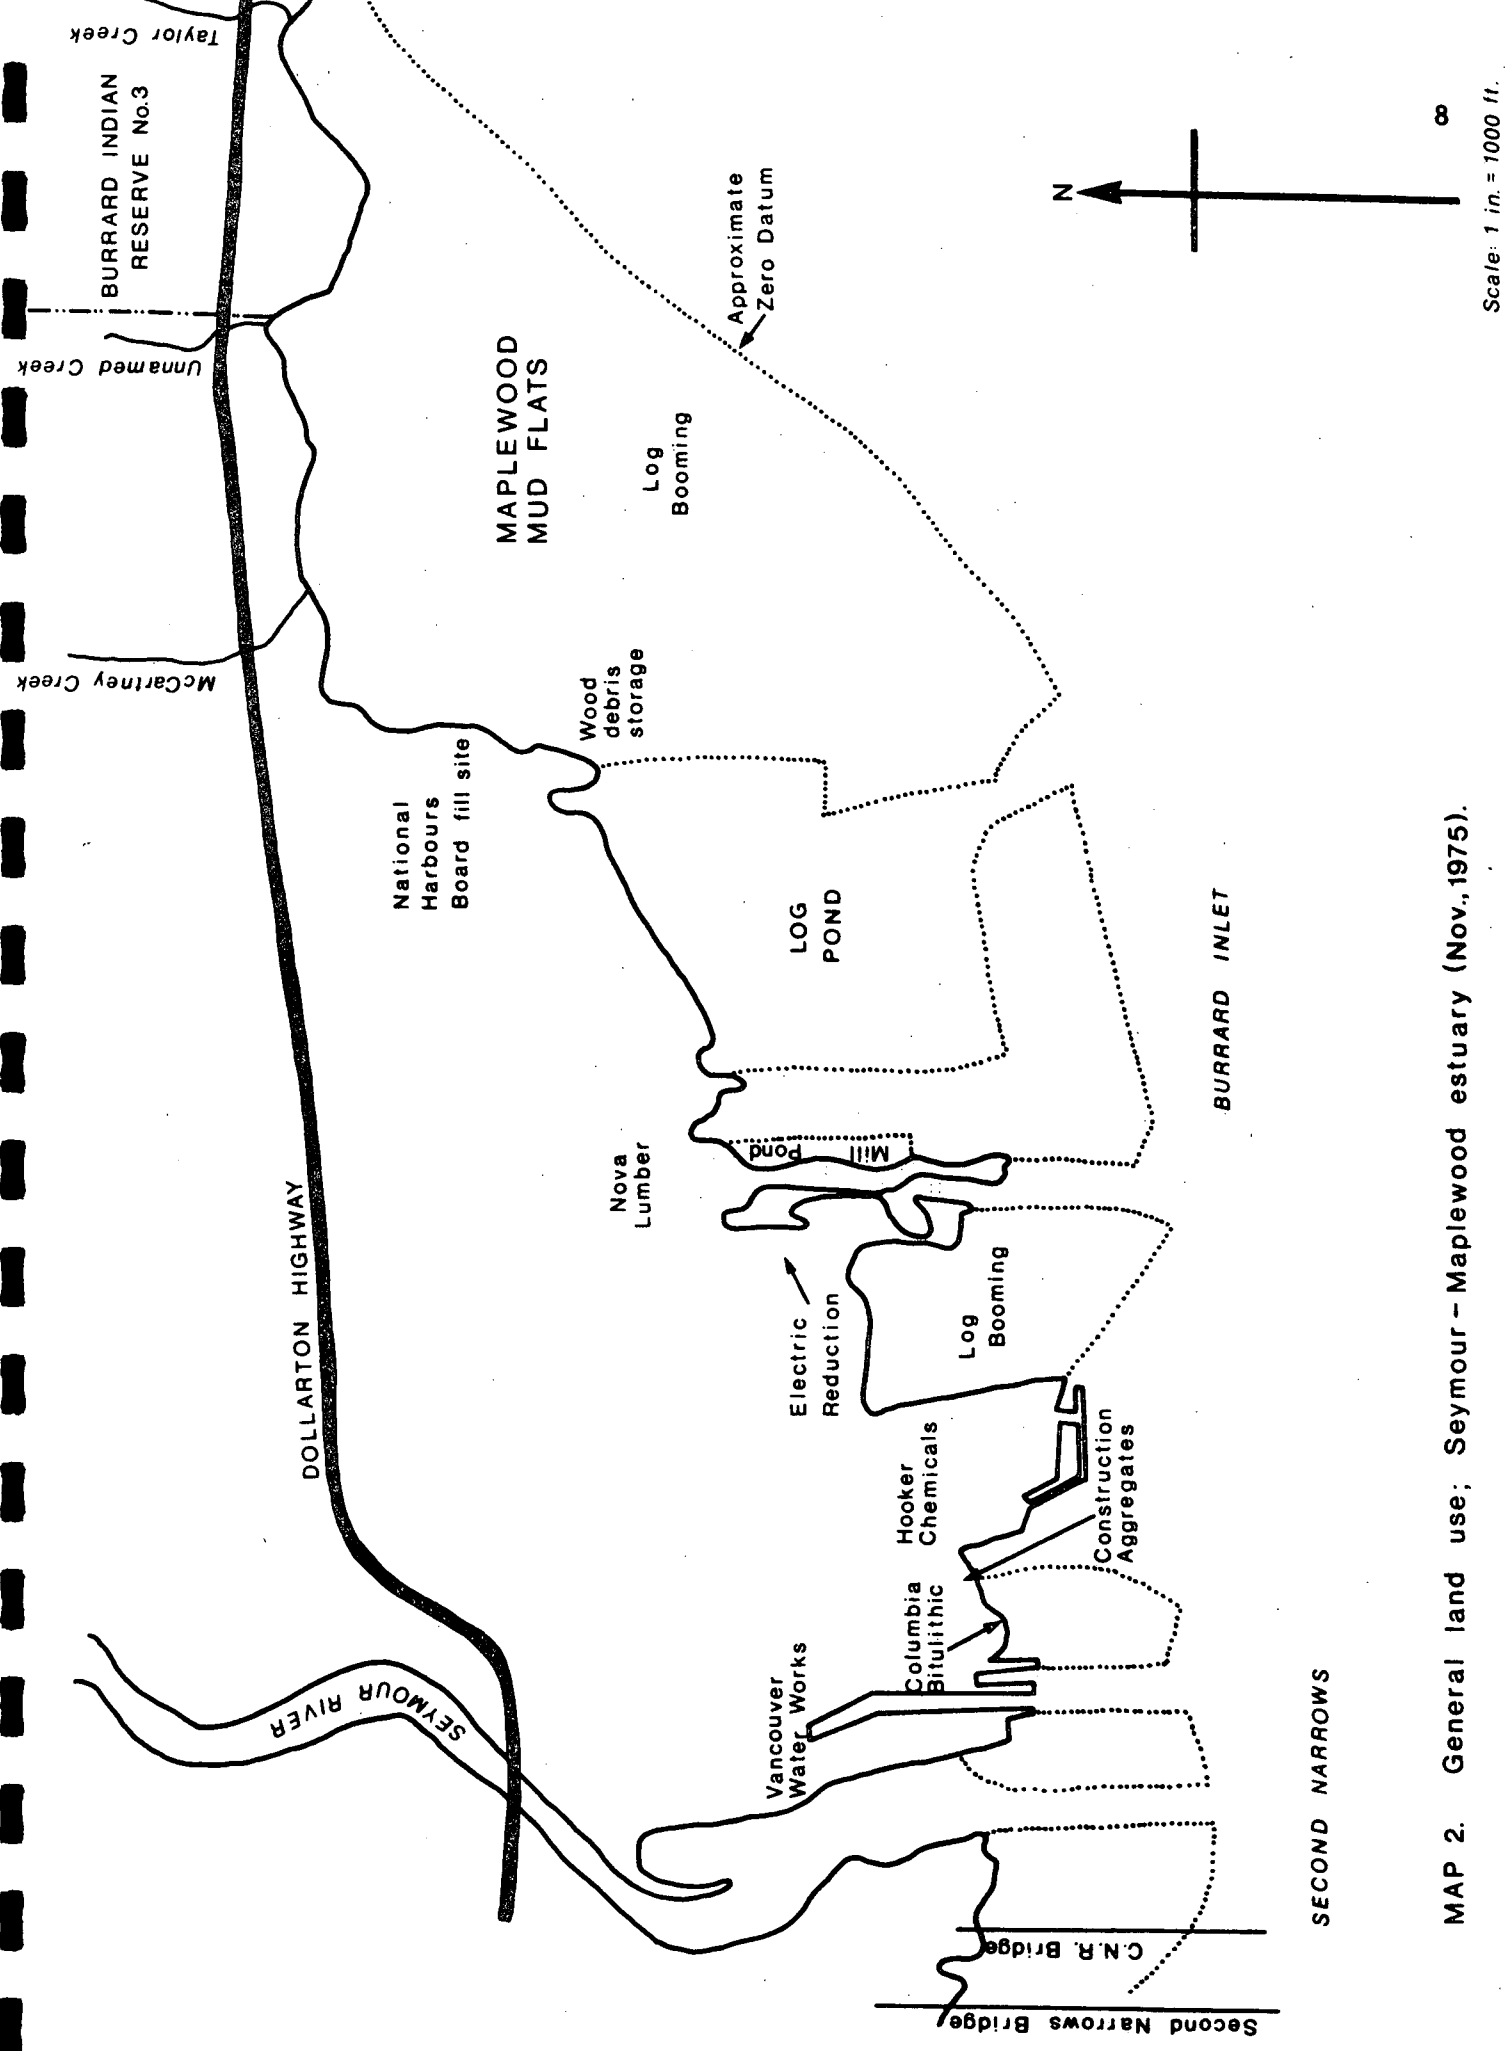 Taylor Creek
BURRARD INDIAN
RESERVE No.3
Unnamed Creek
McCartney Creek
DOLLARTON HIGHWAY
SEYMOUR RIVER
MAPLEWOOD
MUD FLATS
Log
Booming
Approximate
Zero Datum
Wood
debris
storage
National
Harbours
Board fill site
LOG
POND
Nova
Lumber
Mill Pond
Electric
Reduction
Log
Booming
Hooker
Chemicals
Construction
Aggregates
Columbia
Bitulithic
Vancouver
Water Works
C.N.R. Bridge
Second Narrows Bridge
BURRARD INLET
SECOND NARROWS
N
8
Scale: 1 in. = 1000 ft.
MAP 2. General land use; Seymour – Maplewood estuary (Nov., 1975).